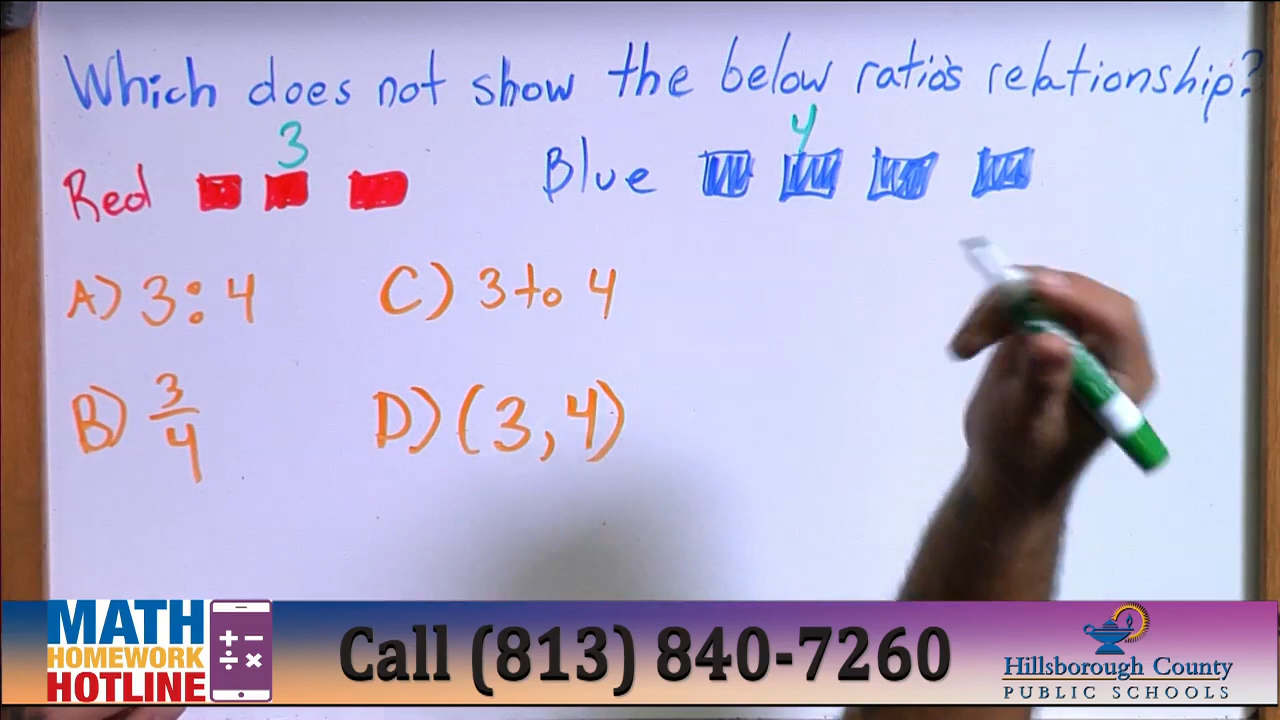 Which does not show the below ratio's relationship?
3
4
Red
Blue
A) 3:4
C) 3 to 4
B) 3/4
D) (3,4)
MATH
HOMEWORK
HOTLINE
+ −
÷ ×
Call (813) 840-7260
Hillsborough County
PUBLIC SCHOOLS